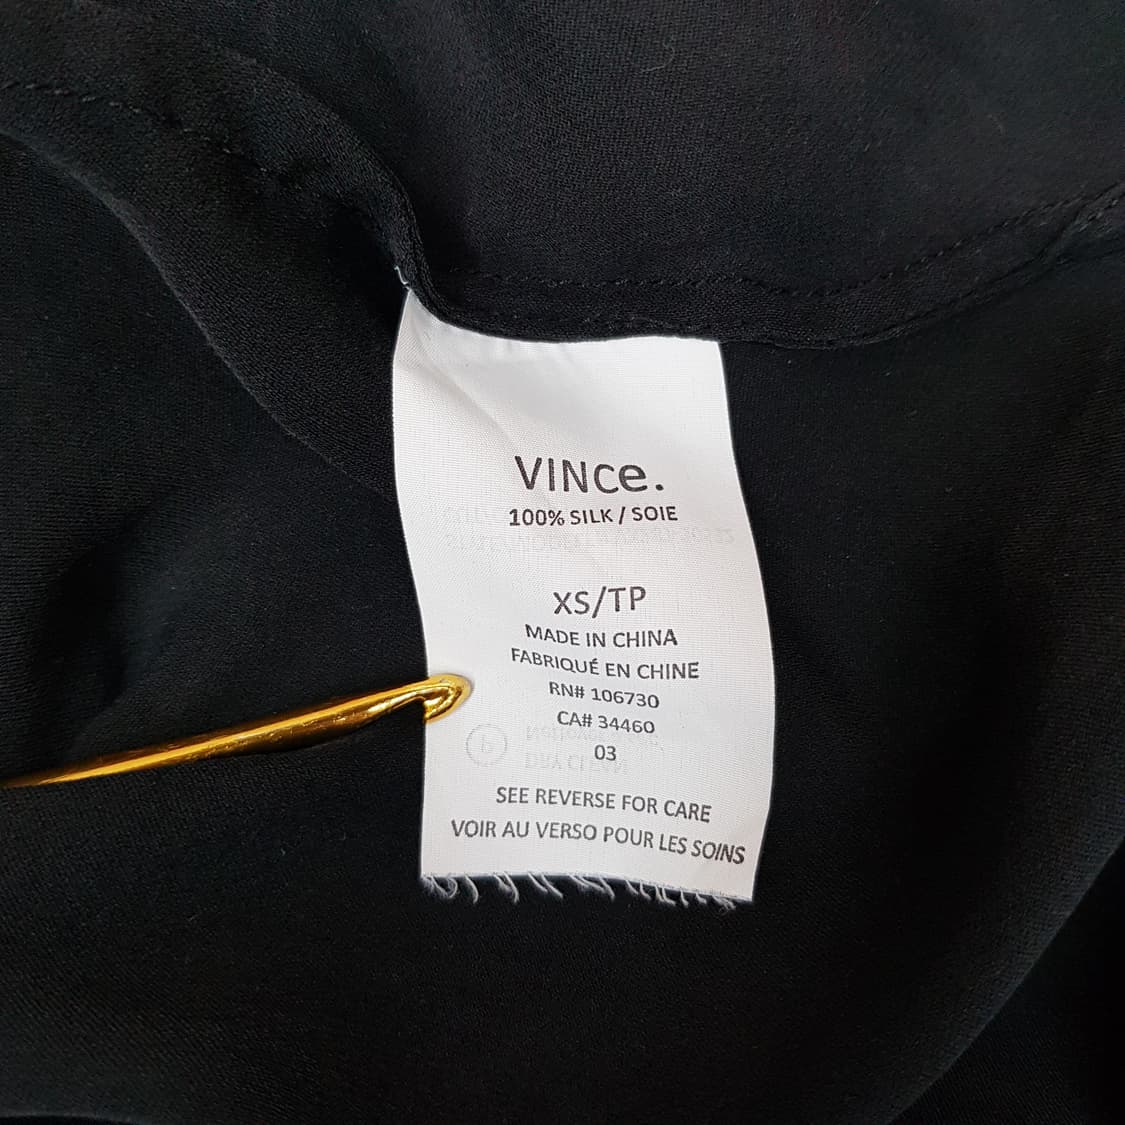 VINCe.
100% SILK / SOIE
XS/TP
MADE IN CHINA
FABRIQUÉ EN CHINE
RN# 106730
CA# 34460
03
SEE REVERSE FOR CARE
VOIR AU VERSO POUR LES SOINS